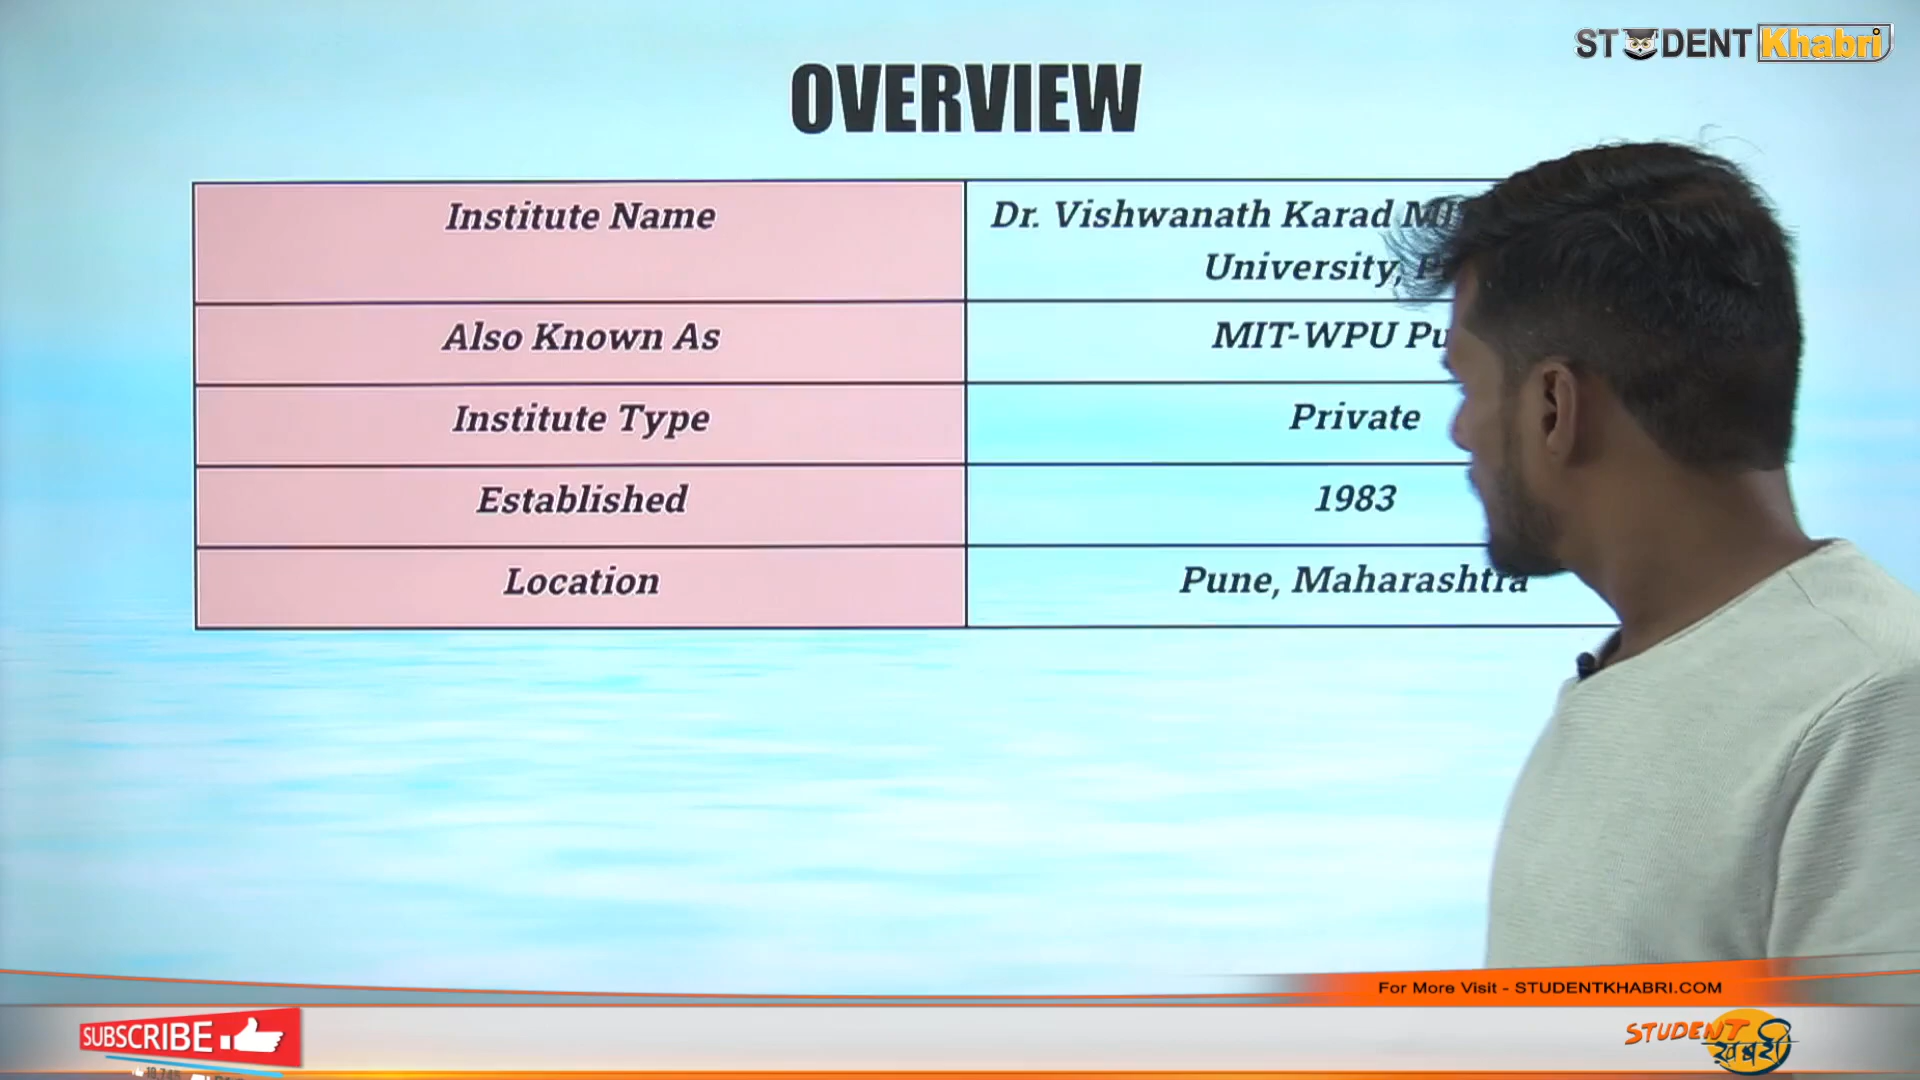 STUDENT Khabri
OVERVIEW
Institute Name
Dr. Vishwanath Karad
University,
Also Known As
MIT-WPU
Institute Type
Private
Established
1983
Location
Pune, Maharashtra
For More Visit - STUDENTKHABRI.COM
SUBSCRIBE
STUDENT
खबरी